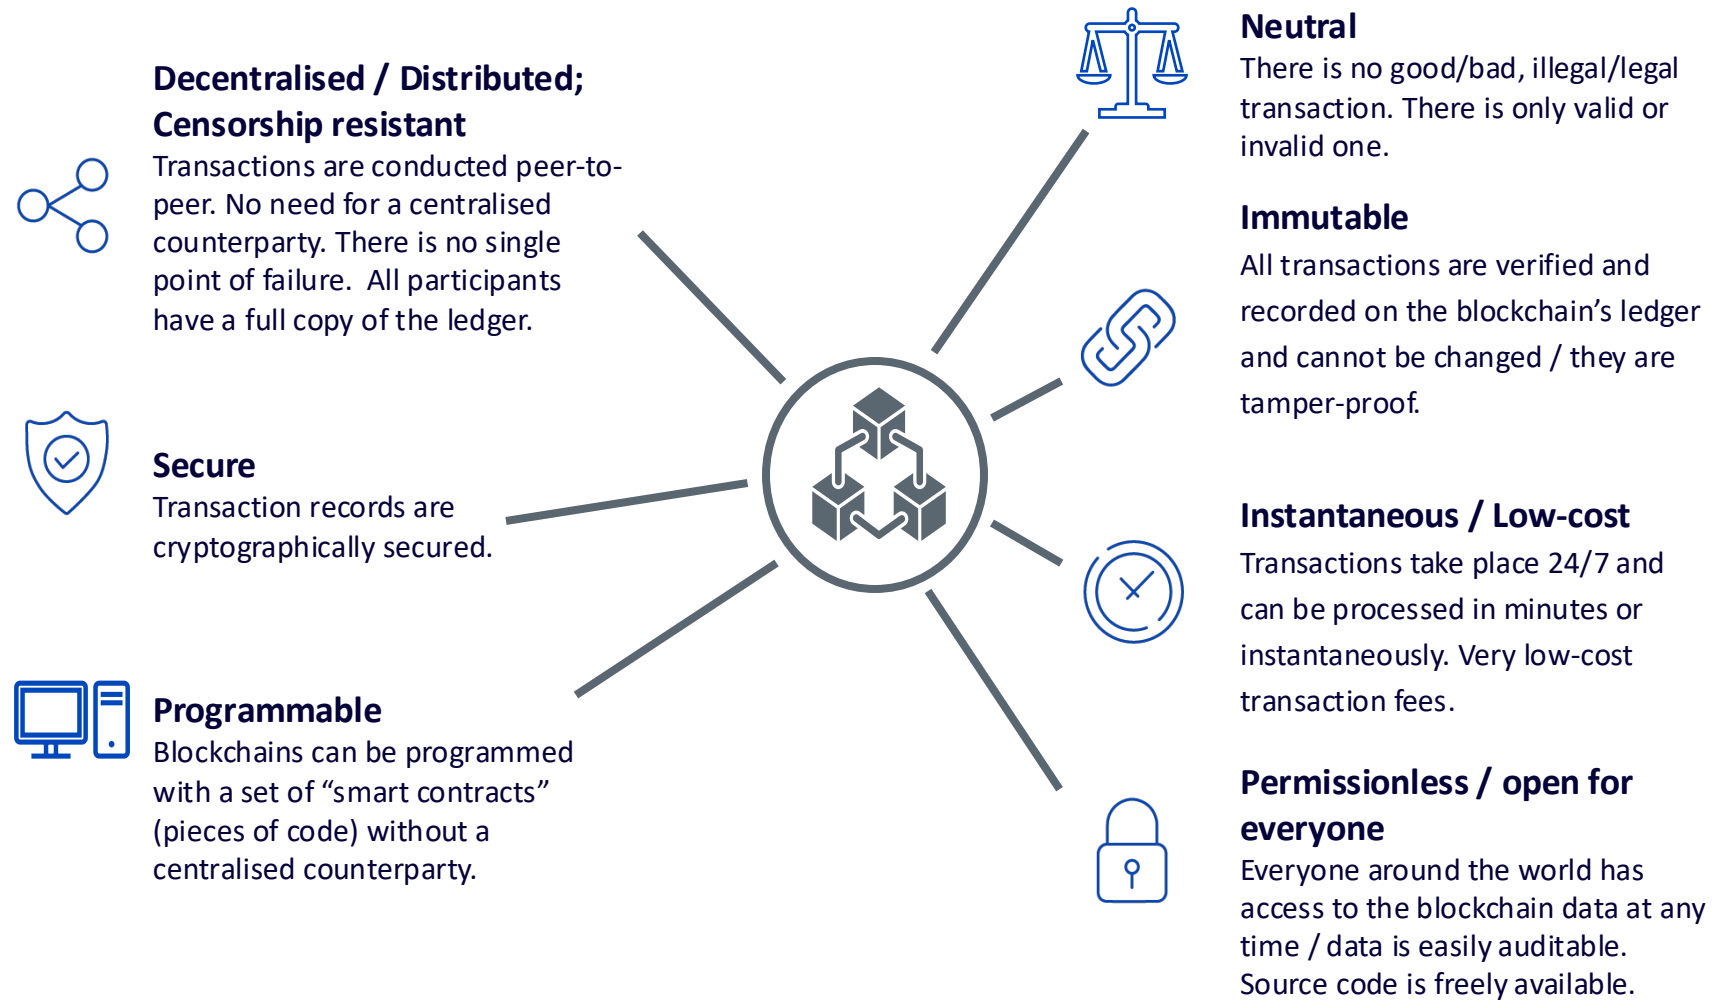 Decentralised / Distributed;
Censorship resistant
Transactions are conducted peer-to-
peer. No need for a centralised
counterparty. There is no single
point of failure.  All participants
have a full copy of the ledger.
Secure
Transaction records are
cryptographically secured.
Programmable
Blockchains can be programmed
with a set of “smart contracts”
(pieces of code) without a
centralised counterparty.
Neutral
There is no good/bad, illegal/legal
transaction. There is only valid or
invalid one.
Immutable
All transactions are verified and
recorded on the blockchain’s ledger
and cannot be changed / they are
tamper-proof.
Instantaneous / Low-cost
Transactions take place 24/7 and
can be processed in minutes or
instantaneously. Very low-cost
transaction fees.
Permissionless / open for
everyone
Everyone around the world has
access to the blockchain data at any
time / data is easily auditable.
Source code is freely available.